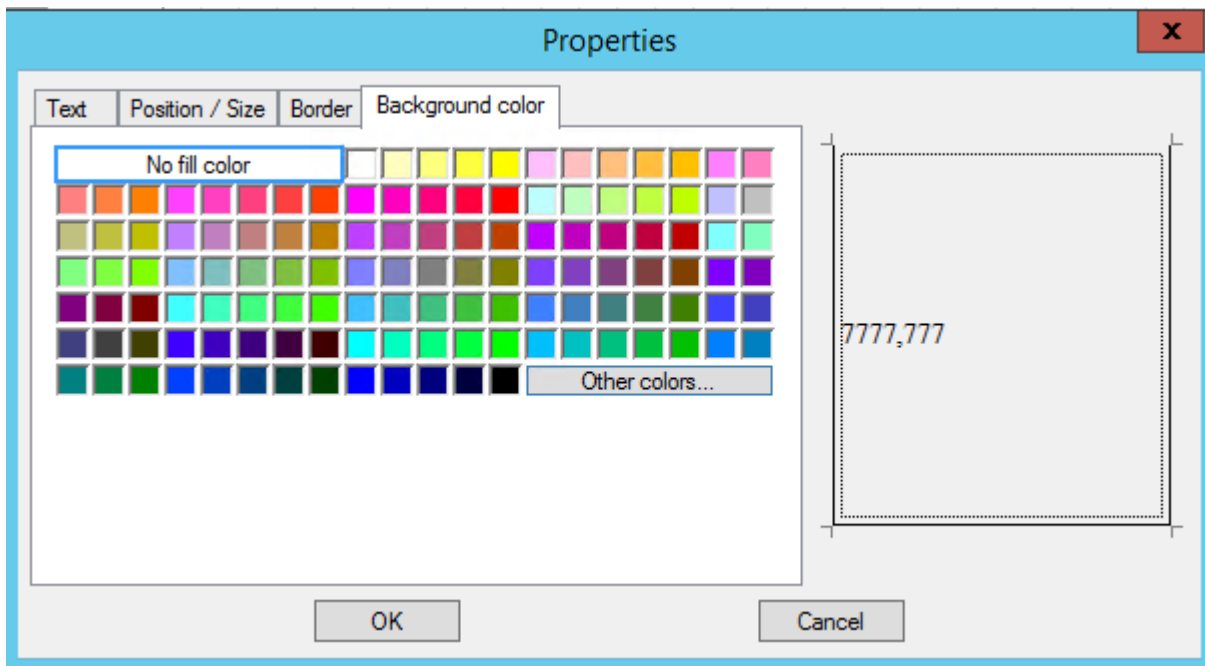 Properties
x
Text Position / Size Border Background color
No fill color
7777,777
Other colors...
OK Cancel